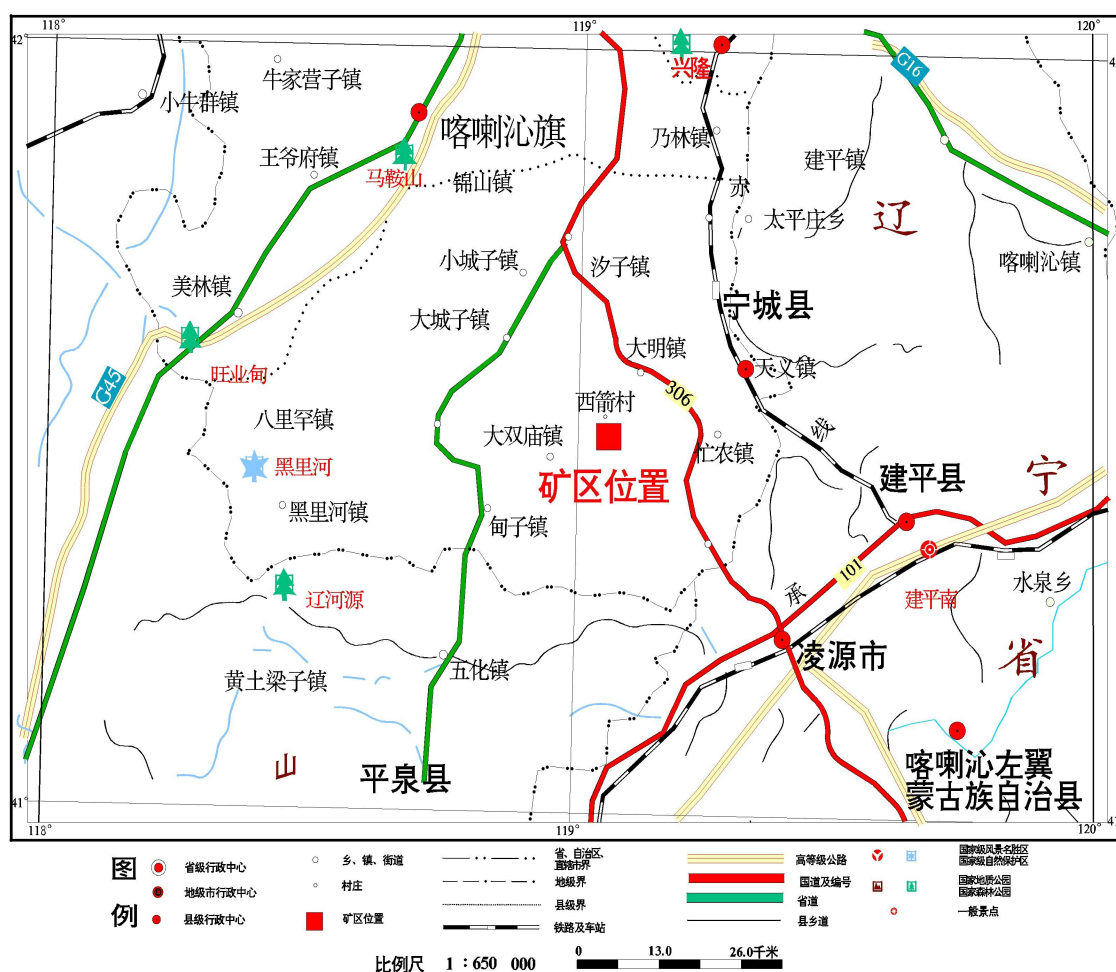 118°
119°
120°
42°
4
牛家营子镇
小牛群镇
兴隆
G16
喀喇沁旗
王爷府镇
乃林镇
建平镇
马鞍山
锦山镇
赤
太平庄乡
辽
小城子镇
汐子镇
喀喇沁镇
美林镇
宁城县
大城子镇
大明镇
天义镇
旺业甸
G45
306
西箭村
八里罕镇
大双庙镇
忙农镇
线
宁
黑里河
矿区位置
建平县
黑里河镇
甸子镇
101
承
水泉乡
辽河源
建平南
凌源市
省
五化镇
黄土梁子镇
山
平泉县
喀喇沁左翼
蒙古族自治县
41°
4
118°
119°
120°
图
例
省级行政中心
地级市行政中心
县级行政中心
乡、镇、街道
村庄
矿区位置
省、自治区、
直辖市界
地级界
县级界
铁路及车站
高等级公路
国道及编号
省道
县乡道
国家级风景名胜区
国家级自然保护区
国家地质公园
国家森林公园
一般景点
比例尺 1：650 000
0 13.0 26.0千米